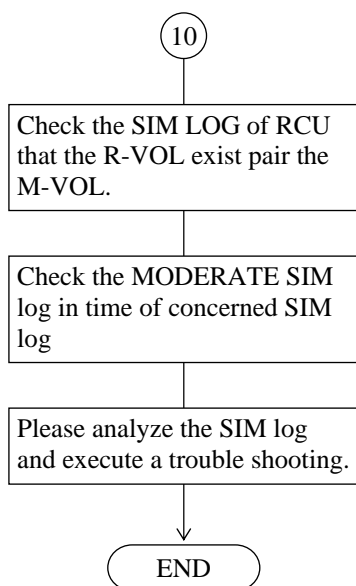 10
Check the SIM LOG of RCU
that the R-VOL exist pair the
M-VOL.
Check the MODERATE SIM
log in time of concerned SIM
log
Please analyze the SIM log
and execute a trouble shooting.
END